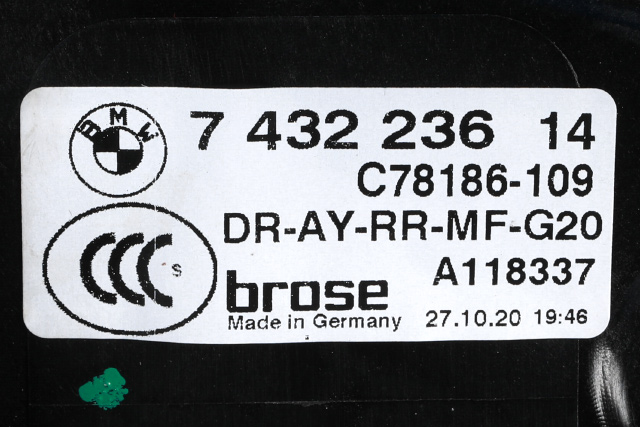 BMW 7 432 236 14
C78186-109
DR-AY-RR-MF-G20
CCC S
A118337
brose
Made in Germany 27.10.20 19:46